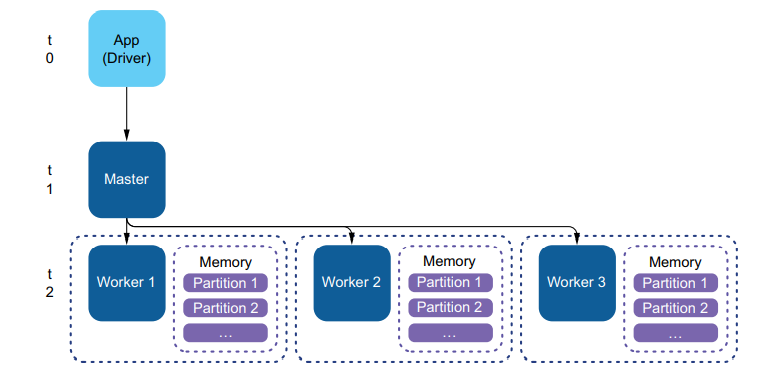 t
0
App
(Driver)
t
1
Master
t
2
Worker 1
Memory
Partition 1
Partition 2
...
Worker 2
Memory
Partition 1
Partition 2
...
Worker 3
Memory
Partition 1
Partition 2
...